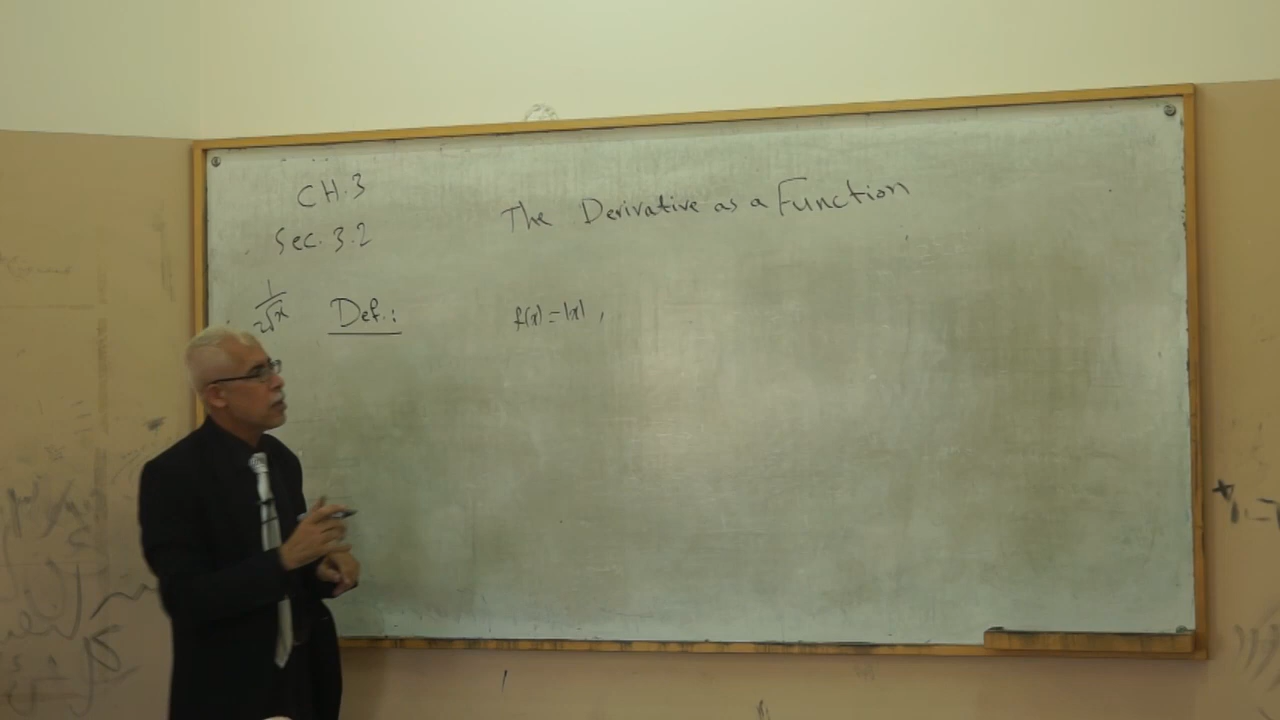 CH.3
The Derivative as a Function
Sec. 3.2
1/2√x
Def.:
f(x)=|x| ,